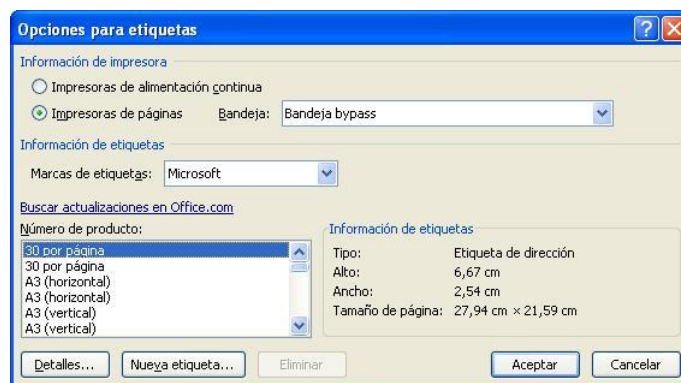 Opciones para etiquetas
Información de impresora
Impresoras de alimentación continua
Impresoras de páginas Bandeja: Bandeja bypass
Información de etiquetas
Marcas de etiquetas: Microsoft
Buscar actualizaciones en Office.com
Número de producto:
30 por página
30 por página
A3 (horizontal)
A3 (horizontal)
A3 (vertical)
A3 (vertical)
Información de etiquetas
Tipo: Etiqueta de dirección
Alto: 6,67 cm
Ancho: 2,54 cm
Tamaño de página: 27,94 cm × 21,59 cm
Detalles... Nueva etiqueta... Eliminar Aceptar Cancelar